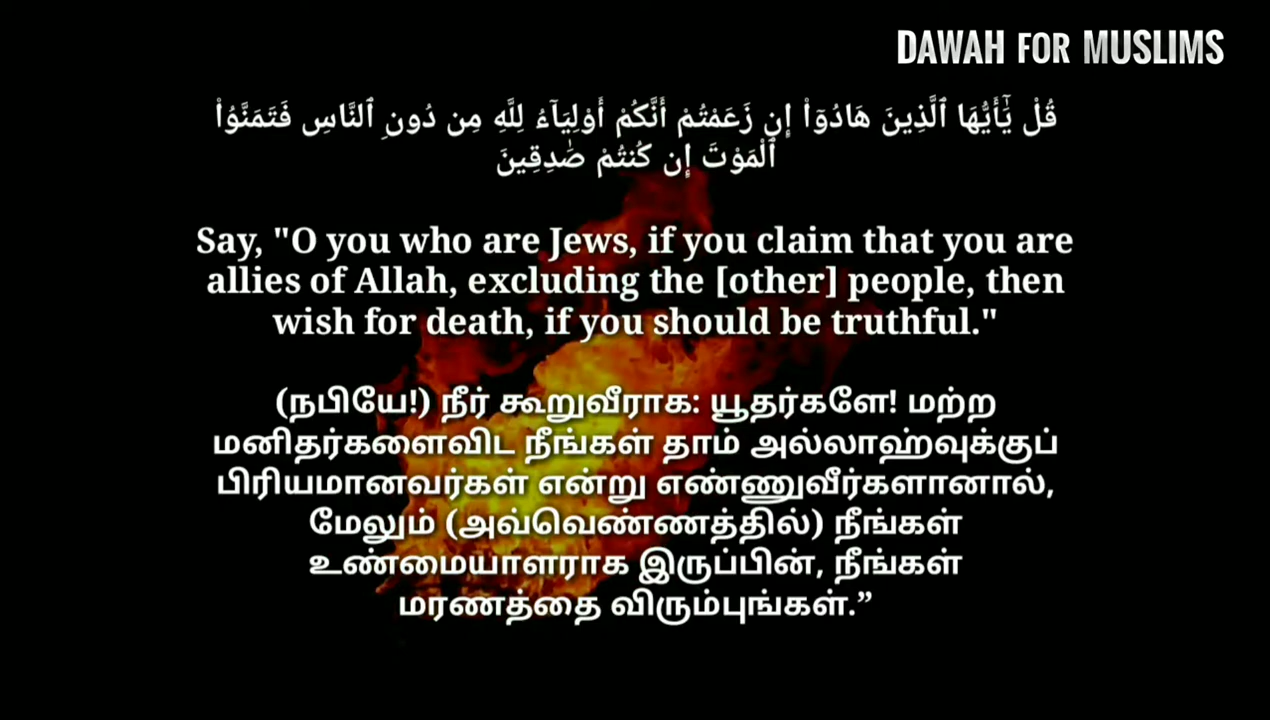 DAWAH FOR MUSLIMS
قُلْ يَٰٓأَيُّهَا ٱلَّذِينَ هَادُوٓا۟ إِن زَعَمْتُمْ أَنَّكُمْ أَوْلِيَآءُ لِلَّهِ مِن دُونِ ٱلنَّاسِ فَتَمَنَّوُا۟
ٱلْمَوْتَ إِن كُنتُمْ صَٰدِقِينَ
Say, "O you who are Jews, if you claim that you are
allies of Allah, excluding the [other] people, then
wish for death, if you should be truthful."
(நபியே!) நீர் கூறுவீராக: யூதர்களே! மற்ற
மனிதர்களைவிட நீங்கள் தாம் அல்லாஹ்வுக்குப்
பிரியமானவர்கள் என்று எண்ணுவீர்களானால்,
மேலும் (அவ்வெண்ணத்தில்) நீங்கள்
உண்மையாளராக இருப்பின், நீங்கள்
மரணத்தை விரும்புங்கள்.”